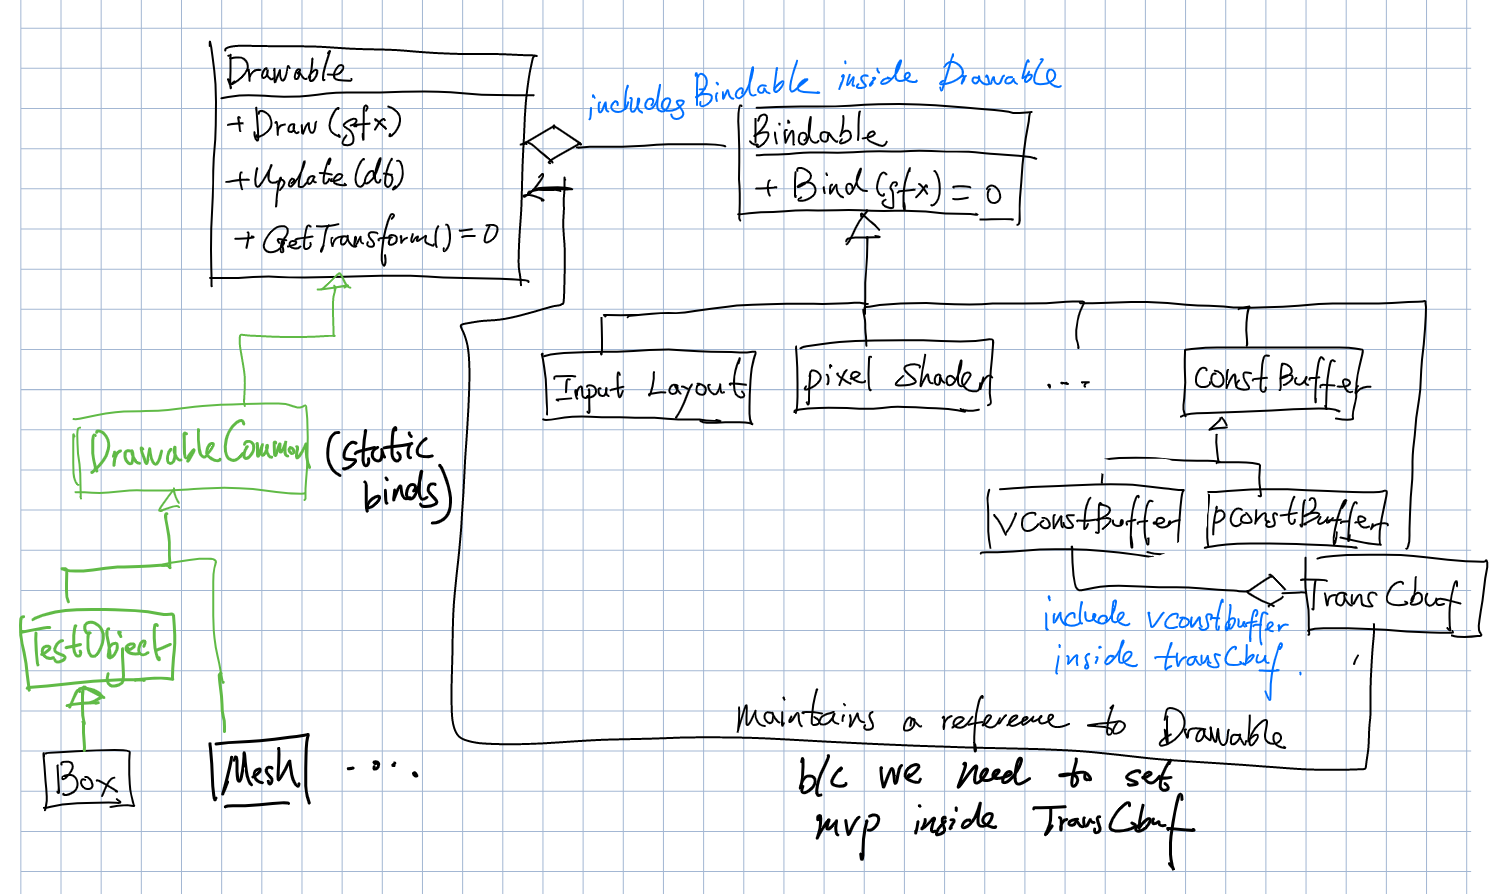 Drawable
+ Draw (gfx)
+ Update (dt)
+ GetTransform() = 0
includes Bindable inside Drawable
Bindable
+ Bind (gfx) = 0
Input Layout
pixel Shader
...
constBuffer
DrawableCommon
(static
binds)
vconstBuffer
pconstBuffer
TestObject
TransCbuf
include vconstbuffer
inside transCbuf.
Box
Mesh
....
maintains a reference to Drawable
b/c we need to set
mvp inside TransCbuf